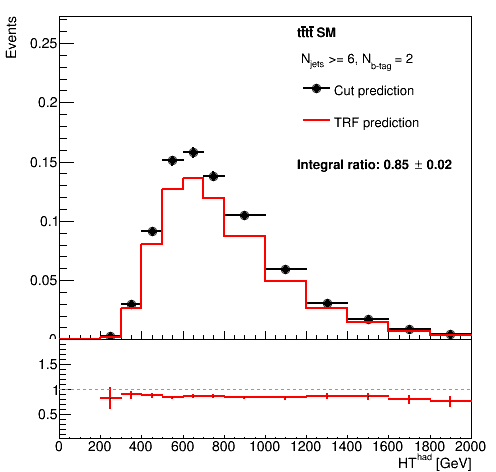 Events
0.25
0.2
0.15
0.1
0.05
0
tt̄tt̄ SM
N_jets >= 6, N_b-tag = 2
Cut prediction
TRF prediction
Integral ratio: 0.85 ± 0.02
1.5
1
0.5
0 200 400 600 800 1000 1200 1400 1600 1800 2000
HT^had [GeV]